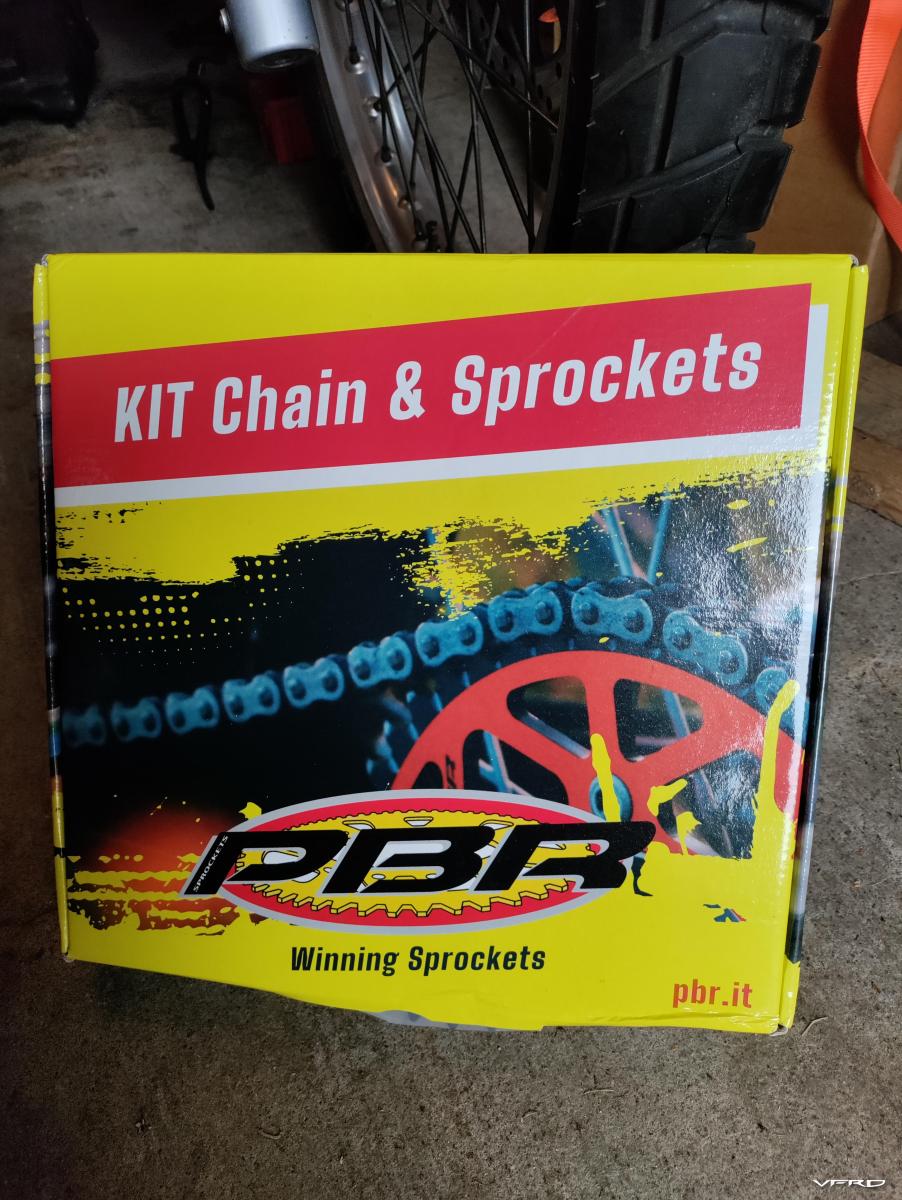 KIT Chain & Sprockets
SPROCKETS
PBR
Winning Sprockets
pbr.it
VFRD